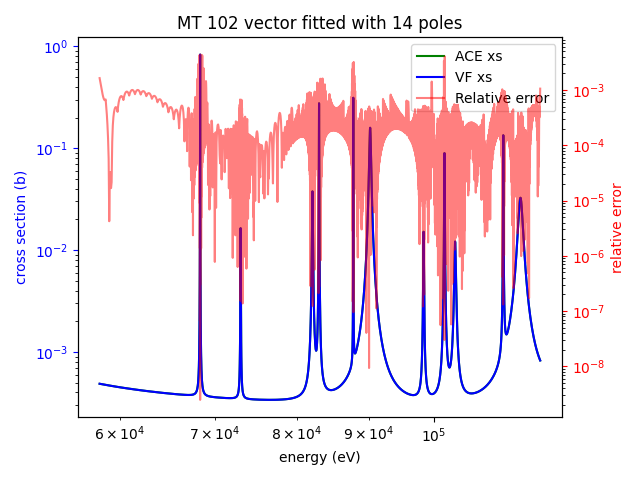 MT 102 vector fitted with 14 poles
ACE xs
VF xs
Relative error
cross section (b)
10⁰
10⁻¹
10⁻²
10⁻³
relative error
10⁻³
10⁻⁴
10⁻⁵
10⁻⁶
10⁻⁷
10⁻⁸
6 × 10⁴ 7 × 10⁴ 8 × 10⁴ 9 × 10⁴ 10⁵
energy (eV)